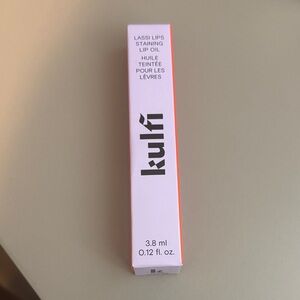 LASSI LIPS
STAINING
LIP OIL
HUILE
TEINTÉE
POUR LES
LÈVRES
kulfi
3.8 ml
0.12 fl. oz.